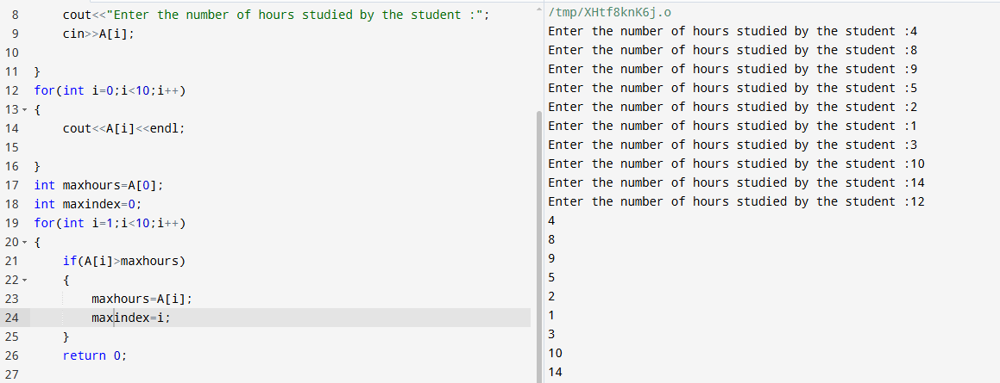 8 cout<<"Enter the number of hours studied by the student :";
9 cin>>A[i];
10
11 }
12 for(int i=0;i<10;i++)
13 {
14 cout<<A[i]<<endl;
15
16 }
17 int maxhours=A[0];
18 int maxindex=0;
19 for(int i=1;i<10;i++)
20 {
21 if(A[i]>maxhours)
22 {
23 maxhours=A[i];
24 maxindex=i;
25 }
26 return 0;
27
/tmp/XHtf8knK6j.o
Enter the number of hours studied by the student :4
Enter the number of hours studied by the student :8
Enter the number of hours studied by the student :9
Enter the number of hours studied by the student :5
Enter the number of hours studied by the student :2
Enter the number of hours studied by the student :1
Enter the number of hours studied by the student :3
Enter the number of hours studied by the student :10
Enter the number of hours studied by the student :14
Enter the number of hours studied by the student :12
4
8
9
5
2
1
3
10
14